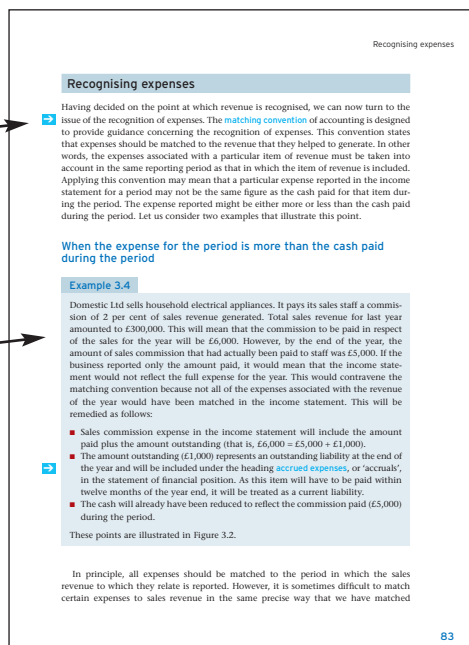 Recognising expenses
Recognising expenses
Having decided on the point at which revenue is recognised, we can now turn to the
issue of the recognition of expenses. The matching convention of accounting is designed
to provide guidance concerning the recognition of expenses. This convention states
that expenses should be matched to the revenue that they helped to generate. In other
words, the expenses associated with a particular item of revenue must be taken into
account in the same reporting period as that in which the item of revenue is included.
Applying this convention may mean that a particular expense reported in the income
statement for a period may not be the same figure as the cash paid for that item dur-
ing the period. The expense reported might be either more or less than the cash paid
during the period. Let us consider two examples that illustrate this point.
When the expense for the period is more than the cash paid
during the period
Example 3.4
Domestic Ltd sells household electrical appliances. It pays its sales staff a commis-
sion of 2 per cent of sales revenue generated. Total sales revenue for last year
amounted to £300,000. This will mean that the commission to be paid in respect
of the sales for the year will be £6,000. However, by the end of the year, the
amount of sales commission that had actually been paid to staff was £5,000. If the
business reported only the amount paid, it would mean that the income state-
ment would not reflect the full expense for the year. This would contravene the
matching convention because not all of the expenses associated with the revenue
of the year would have been matched in the income statement. This will be
remedied as follows:
■ Sales commission expense in the income statement will include the amount
paid plus the amount outstanding (that is, £6,000 = £5,000 + £1,000).
■ The amount outstanding (£1,000) represents an outstanding liability at the end of
the year and will be included under the heading accrued expenses, or 'accruals',
in the statement of financial position. As this item will have to be paid within
twelve months of the year end, it will be treated as a current liability.
■ The cash will already have been reduced to reflect the commission paid (£5,000)
during the period.
These points are illustrated in Figure 3.2.
In principle, all expenses should be matched to the period in which the sales
revenue to which they relate is reported. However, it is sometimes difficult to match
certain expenses to sales revenue in the same precise way that we have matched
83